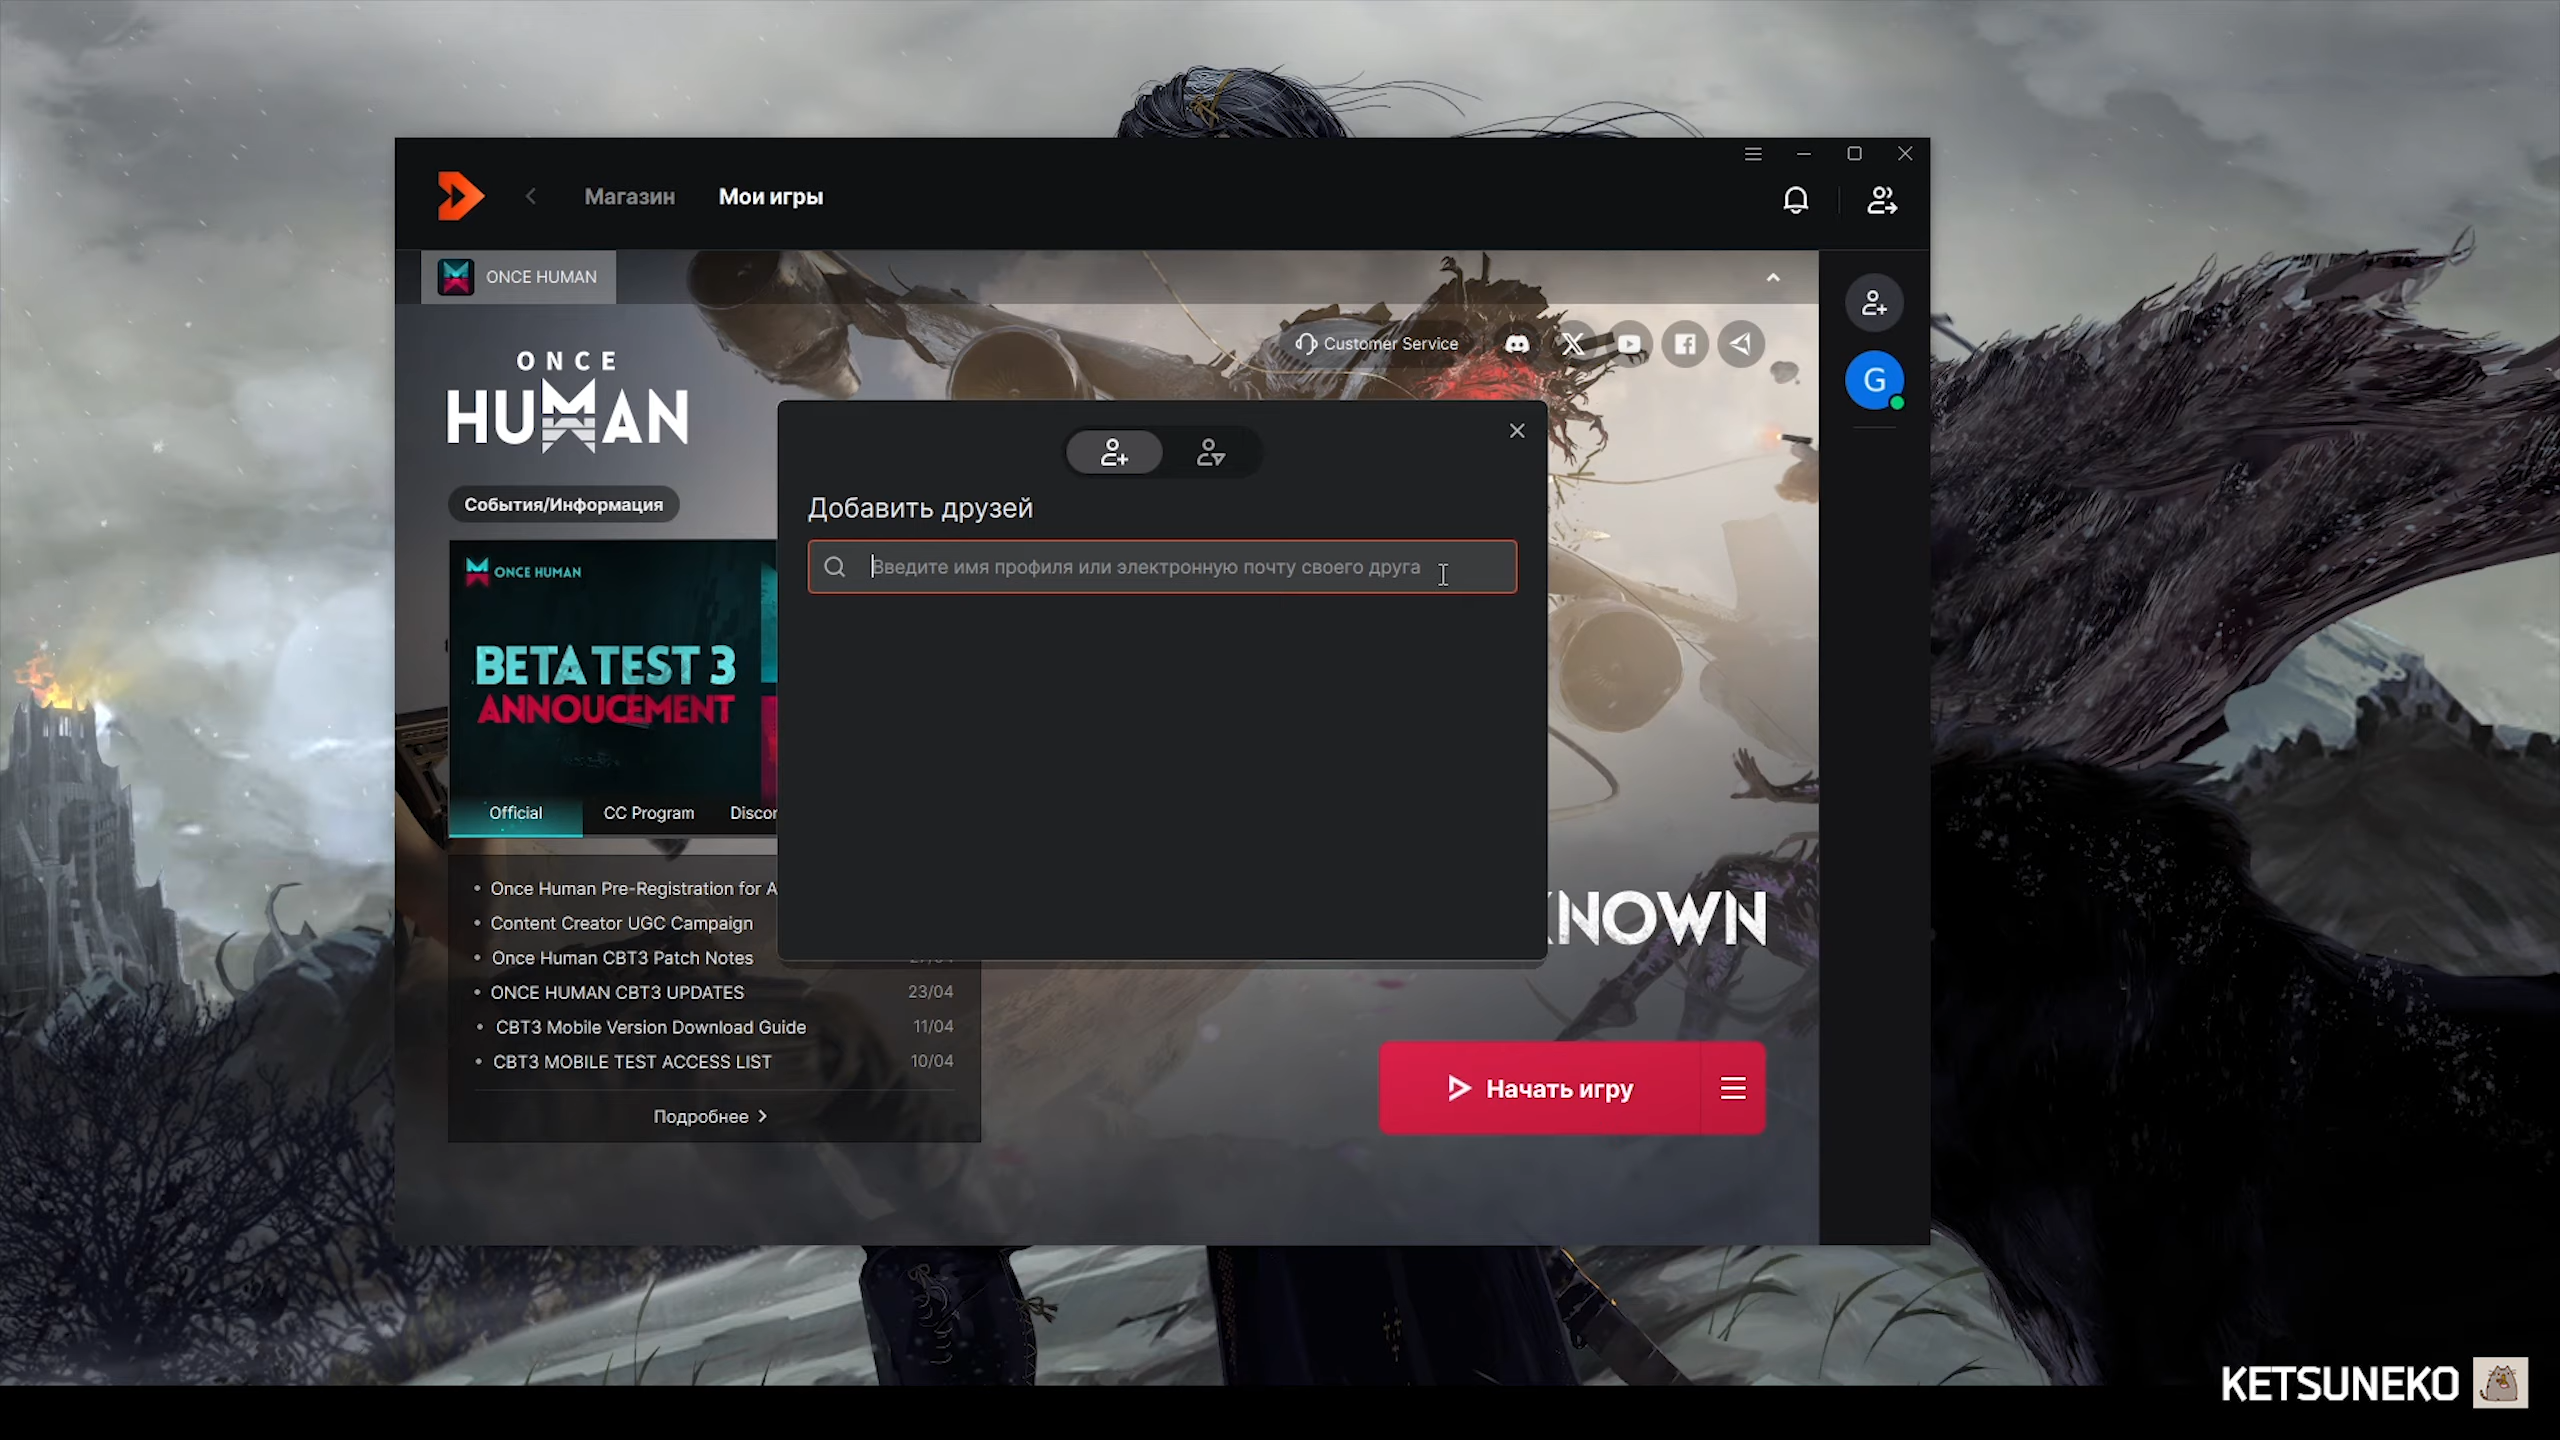 Магазин
Мои игры
ONCE HUMAN
Customer Service
ONCE
HUMAN
G
События/Информация
Добавить друзей
Введите имя профиля или электронную почту своего друга
ONCE HUMAN
BETA TEST 3
ANNOUCEMENT
Official
CC Program
Discor
Once Human Pre-Registration for A
Content Creator UGC Campaign
Once Human CBT3 Patch Notes
ONCE HUMAN CBT3 UPDATES 23/04
CBT3 Mobile Version Download Guide 11/04
CBT3 MOBILE TEST ACCESS LIST 10/04
Подробнее
NOWN
Начать игру
KETSUNEKO